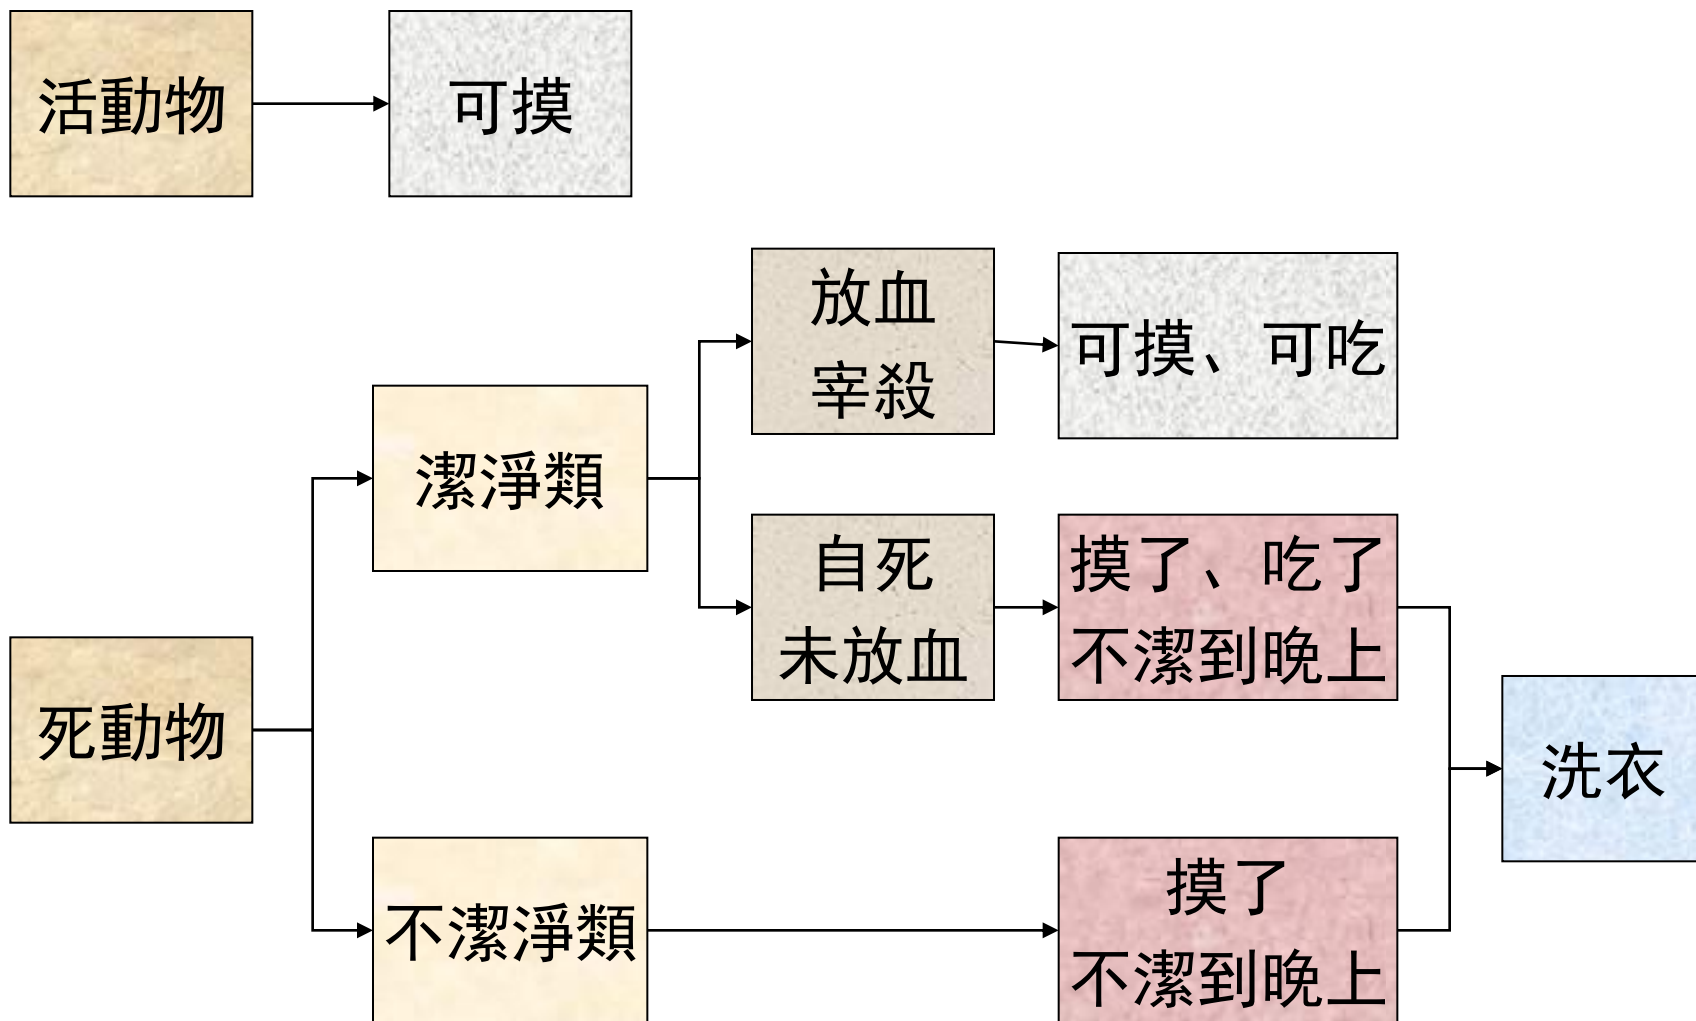 活動物
可摸
放血
宰殺
可摸、可吃
潔淨類
自死
未放血
摸了、吃了
不潔到晚上
死動物
洗衣
不潔淨類
摸了
不潔到晚上